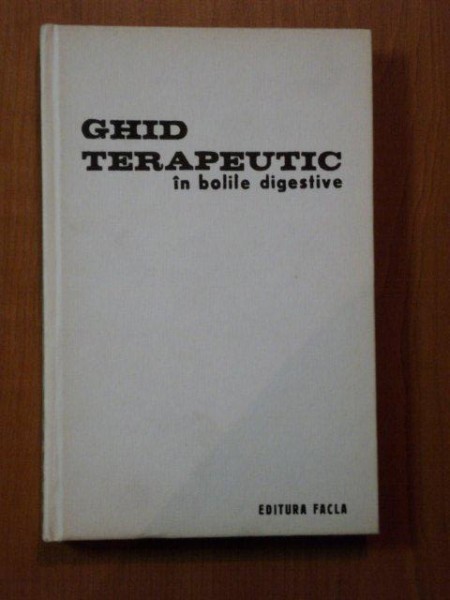 GHID
TERAPEUTIC
în bolile digestive
EDITURA FACLA